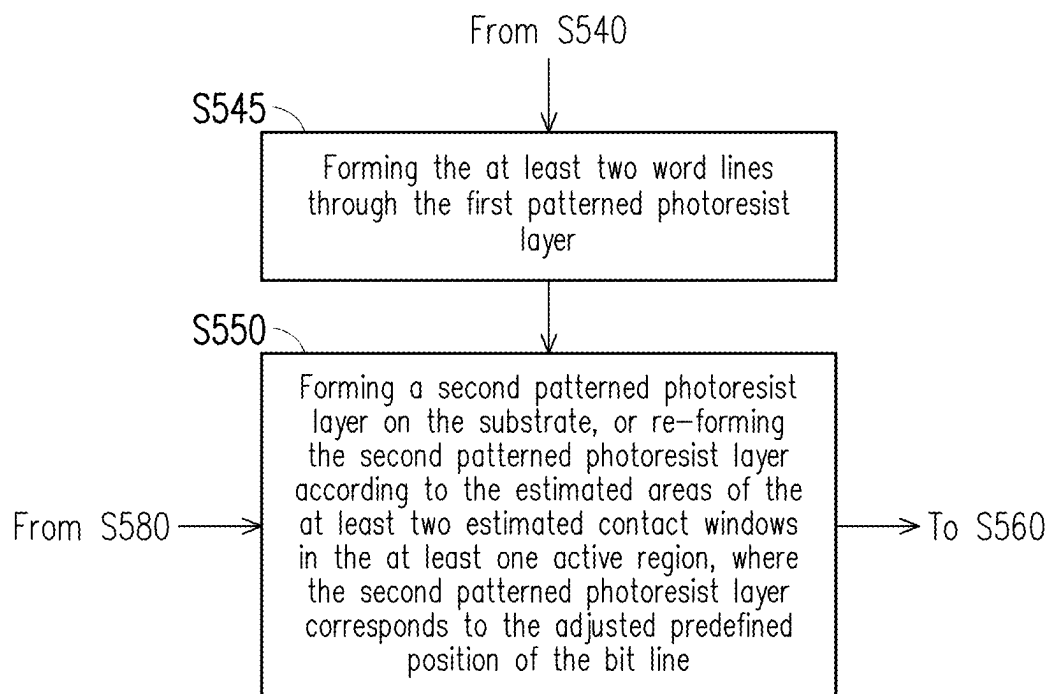 From S540
S545
Forming the at least two word lines
through the first patterned photoresist
layer
S550
Forming a second patterned photoresist
layer on the substrate, or re-forming
the second patterned photoresist layer
according to the estimated areas of the
at least two estimated contact windows
in the at least one active region, where
the second patterned photoresist layer
corresponds to the adjusted predefined
position of the bit line
From S580
To S560